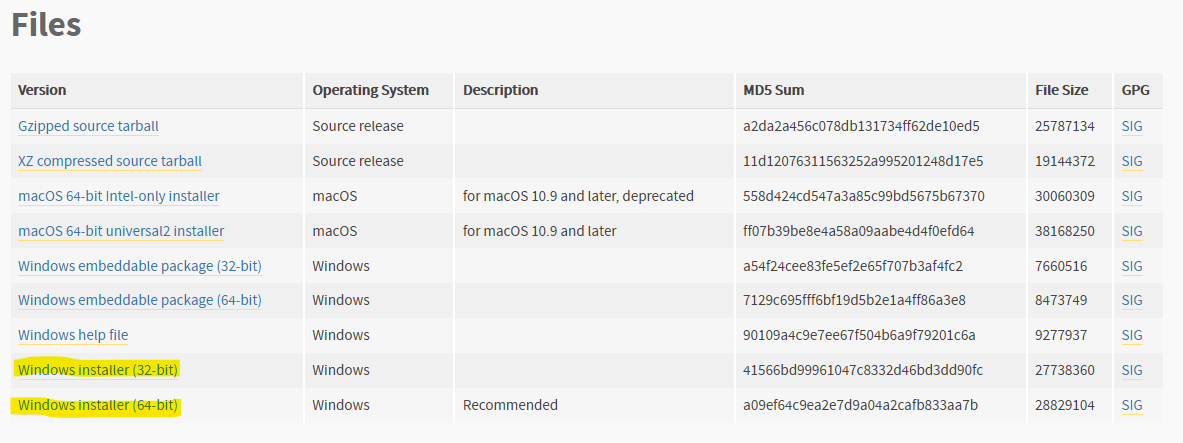 Files
Version Operating System Description MD5 Sum File Size GPG
Gzipped source tarball Source release a2da2a456c078db131734ff62de10ed5 25787134 SIG
XZ compressed source tarball Source release 11d12076311563252a995201248d17e5 19144372 SIG
macOS 64-bit Intel-only installer macOS for macOS 10.9 and later, deprecated 558d424cd547a3a85c99bd5675b67370 30060309 SIG
macOS 64-bit universal2 installer macOS for macOS 10.9 and later ff07b39be8e4a58a09aabe4d4f0efd64 38168250 SIG
Windows embeddable package (32-bit) Windows a54f24cee83fe5ef2e65f707b3af4fc2 7660516 SIG
Windows embeddable package (64-bit) Windows 7129c695fff6bf19d5b2e1a4ff86a3e8 8473749 SIG
Windows help file Windows 90109a4c9e7ee67f504b6a9f79201c6a 9277937 SIG
Windows installer (32-bit) Windows 41566bd99961047c8332d46bd3dd90fc 27738360 SIG
Windows installer (64-bit) Windows Recommended a09ef64c9ea2e7d9a04a2cafb833aa7b 28829104 SIG